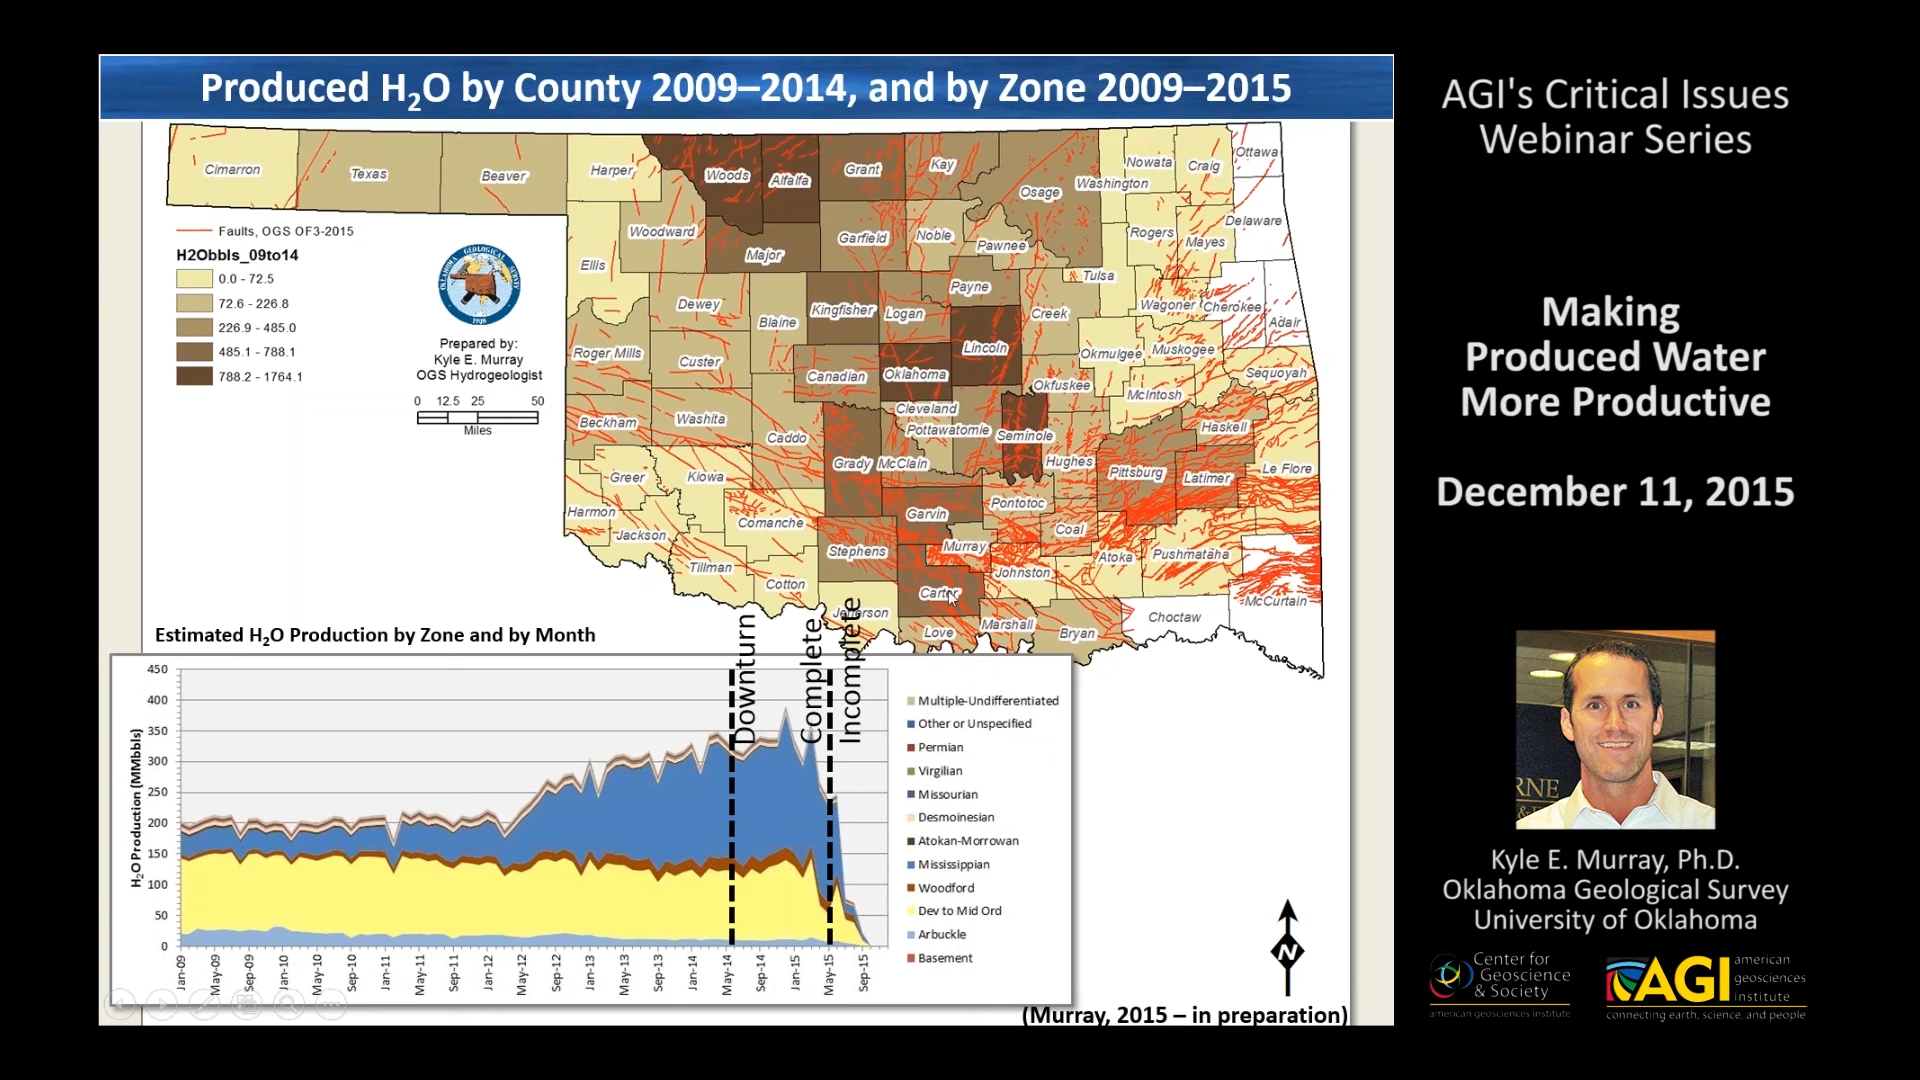 Produced H2O by County 2009–2014, and by Zone 2009–2015
Cimarron
Texas
Beaver
Harper
Woods
Alfalfa
Grant
Kay
Osage
Washington
Nowata
Craig
Ottawa
Delaware
Woodward
Ellis
Major
Garfield
Noble
Pawnee
Rogers
Mayes
Tulsa
Dewey
Blaine
Kingfisher
Logan
Payne
Creek
Wagoner
Cherokee
Adair
Roger Mills
Custer
Canadian
Oklahoma
Lincoln
Okmulgee
Muskogee
Sequoyah
Okfuskee
McIntosh
Beckham
Washita
Caddo
Cleveland
Pottawatomie
Seminole
Haskell
Grady
McClain
Hughes
Pittsburg
Latimer
Le Flore
Greer
Kiowa
Harmon
Jackson
Comanche
Garvin
Pontotoc
Coal
Stephens
Murray
Atoka
Pushmataha
Tillman
Cotton
Johnston
Carter
McCurtain
Jefferson
Love
Marshall
Bryan
Choctaw
Faults, OGS OF3-2015
H2Obbls_09to14
0.0 - 72.5
72.6 - 226.8
226.9 - 485.0
485.1 - 788.1
788.2 - 1764.1
OKLAHOMA GEOLOGICAL SURVEY
1908
Prepared by:
Kyle E. Murray
OGS Hydrogeologist
0 12.5 25 50
Miles
Estimated H2O Production by Zone and by Month
Downturn
Complete
Incomplete
H2O Production (MMbbls)
450
400
350
300
250
200
150
100
50
0
Jan-09
May-09
Sep-09
Jan-10
May-10
Sep-10
Jan-11
May-11
Sep-11
Jan-12
May-12
Sep-12
Jan-13
May-13
Sep-13
Jan-14
May-14
Sep-14
Jan-15
May-15
Sep-15
Multiple-Undifferentiated
Other or Unspecified
Permian
Virgilian
Missourian
Desmoinesian
Atokan-Morrowan
Mississippian
Woodford
Dev to Mid Ord
Arbuckle
Basement
N
(Murray, 2015 – in preparation)
AGI's Critical Issues
Webinar Series
Making
Produced Water
More Productive
December 11, 2015
RNE
Kyle E. Murray, Ph.D.
Oklahoma Geological Survey
University of Oklahoma
Center for
Geoscience
& Society
american geosciences institute
AGI
american
geosciences
institute
connecting earth, science, and people